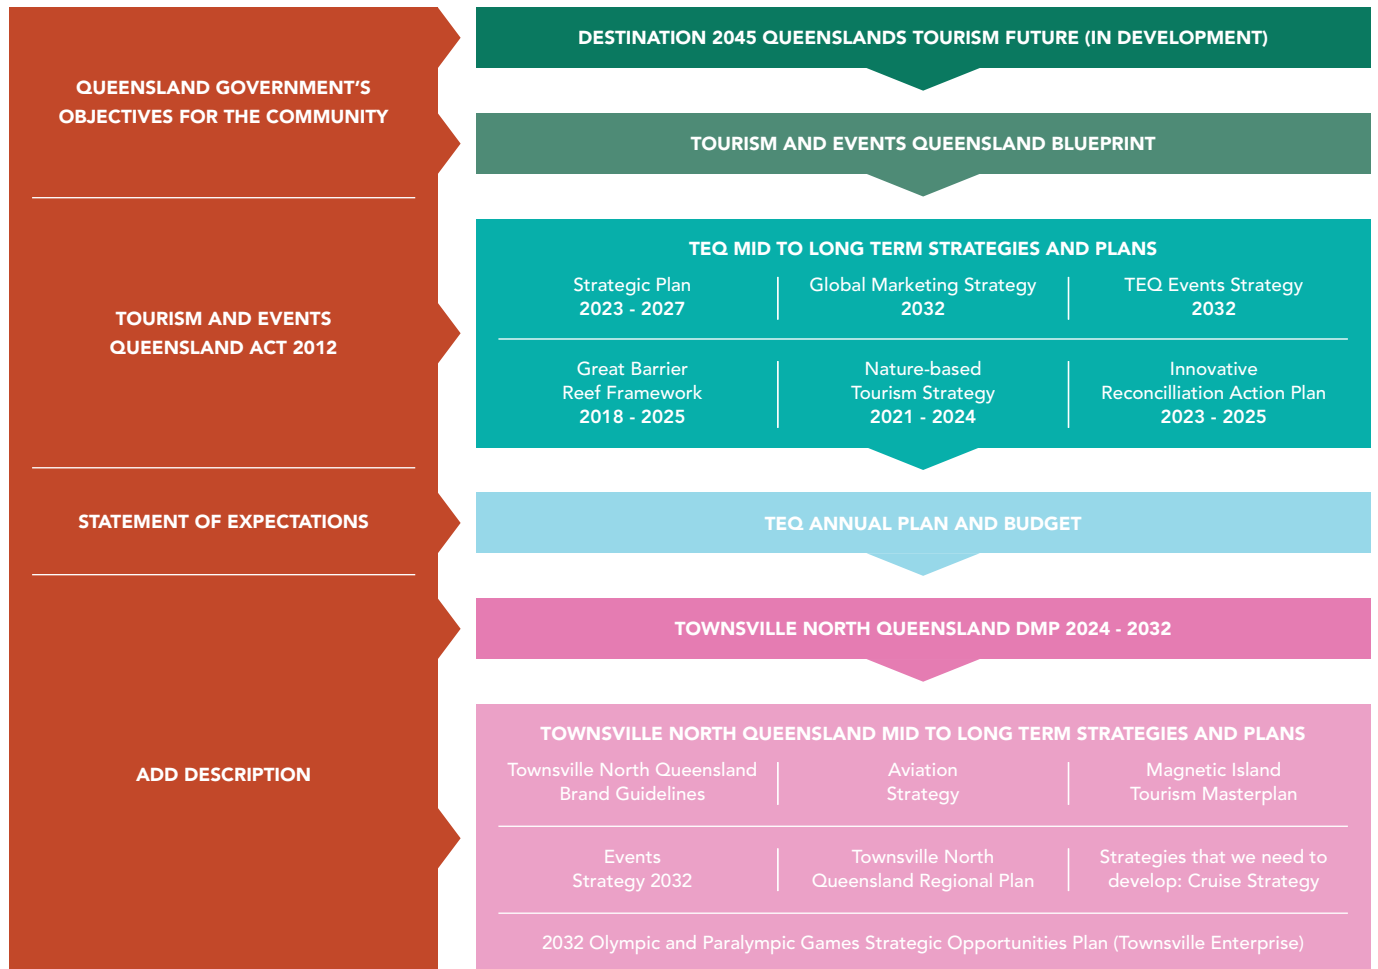 QUEENSLAND GOVERNMENT'S
OBJECTIVES FOR THE COMMUNITY
TOURISM AND EVENTS
QUEENSLAND ACT 2012
STATEMENT OF EXPECTATIONS
ADD DESCRIPTION
DESTINATION 2045 QUEENSLANDS TOURISM FUTURE (IN DEVELOPMENT)
TOURISM AND EVENTS QUEENSLAND BLUEPRINT
TEQ MID TO LONG TERM STRATEGIES AND PLANS
Strategic Plan
2023 - 2027
Global Marketing Strategy
2032
TEQ Events Strategy
2032
Great Barrier
Reef Framework
2018 - 2025
Nature-based
Tourism Strategy
2021 - 2024
Innovative
Reconcilliation Action Plan
2023 - 2025
TEQ ANNUAL PLAN AND BUDGET
TOWNSVILLE NORTH QUEENSLAND DMP 2024 - 2032
TOWNSVILLE NORTH QUEENSLAND MID TO LONG TERM STRATEGIES AND PLANS
Townsville North Queensland
Brand Guidelines
Aviation
Strategy
Magnetic Island
Tourism Masterplan
Events
Strategy 2032
Townsville North
Queensland Regional Plan
Strategies that we need to
develop: Cruise Strategy
2032 Olympic and Paralympic Games Strategic Opportunities Plan (Townsville Enterprise)